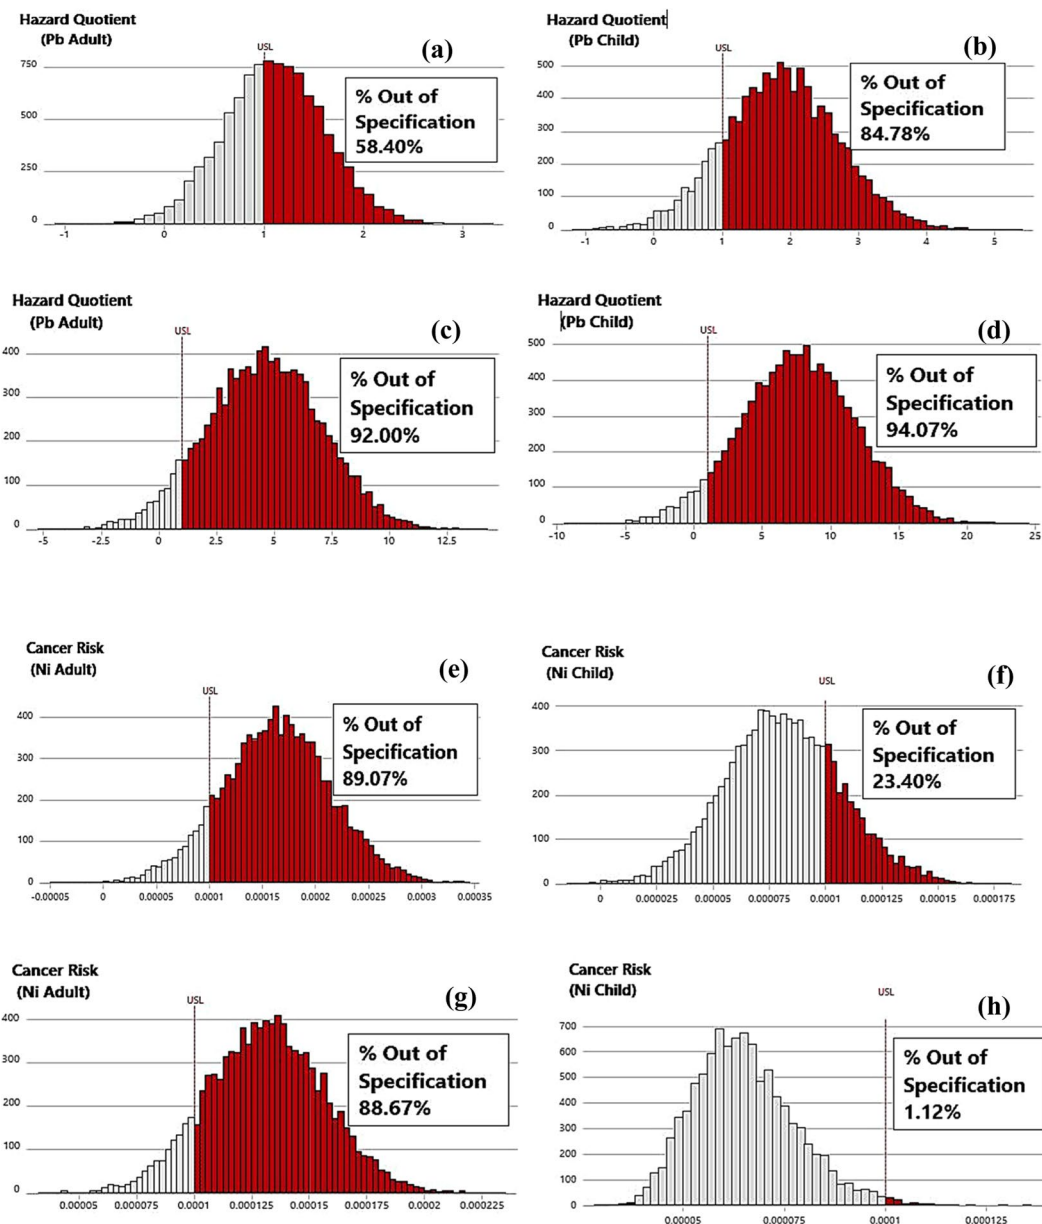 Hazard Quotient
(Pb Adult)
(a)
USL
% Out of
Specification
58.40%
750
500
250
0
-1 0 1 2 3
Hazard Quotient
(Pb Child)
(b)
USL
% Out of
Specification
84.78%
500
400
300
200
100
0
-1 0 1 2 3 4 5
Hazard Quotient
(Pb Adult)
(c)
USL
% Out of
Specification
92.00%
400
300
200
100
0
-5 -2.5 0 2.5 5 7.5 10 12.5
Hazard Quotient
(Pb Child)
(d)
USL
% Out of
Specification
94.07%
500
400
300
200
100
0
-10 -5 0 5 10 15 20 25
Cancer Risk
(Ni Adult)
(e)
USL
% Out of
Specification
89.07%
400
300
200
100
0
-0.00005 0 0.00005 0.0001 0.00015 0.0002 0.00025 0.0003 0.00035
Cancer Risk
(Ni Child)
(f)
USL
% Out of
Specification
23.40%
400
300
200
100
0
0 0.000025 0.00005 0.000075 0.0001 0.000125 0.00015 0.000175
Cancer Risk
(Ni Adult)
(g)
USL
% Out of
Specification
88.67%
400
300
200
100
0
0.00005 0.000075 0.0001 0.000125 0.00015 0.000175 0.0002 0.000225
Cancer Risk
(Ni Child)
(h)
USL
% Out of
Specification
1.12%
700
600
500
400
300
200
100
0
0.00005 0.000075 0.0001 0.000125